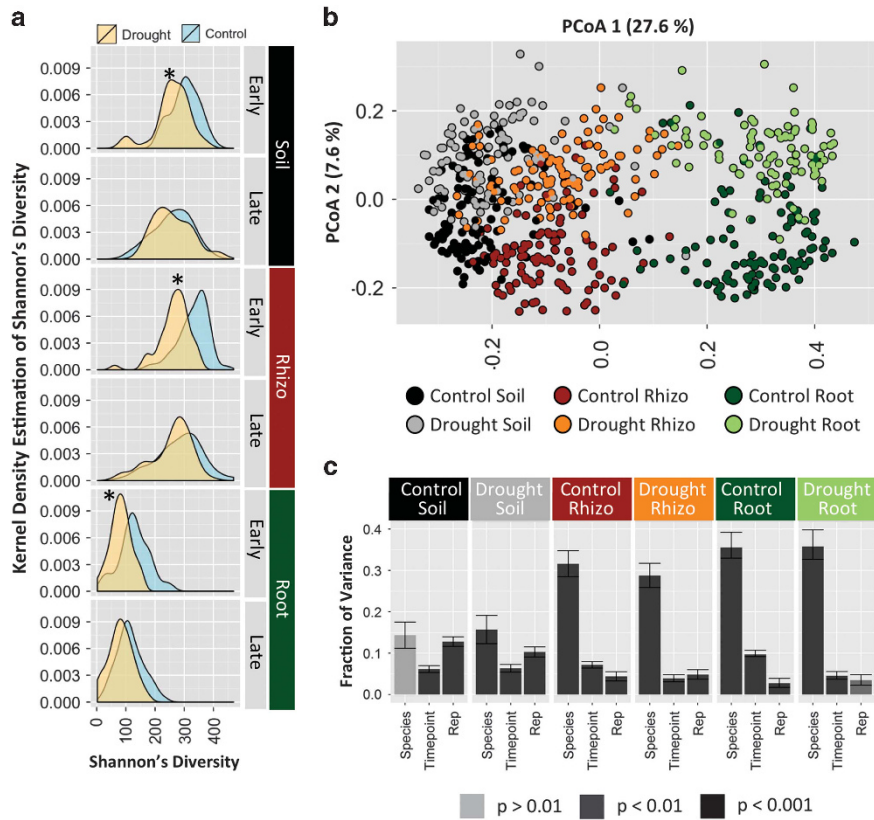 a
Drought Control
Kernel Density Estimation of Shannon's Diversity
0.009
0.006
0.003
0.000
Early
0.009
0.006
0.003
0.000
Late
Soil
0.009
0.006
0.003
0.000
Early
0.009
0.006
0.003
0.000
Late
Rhizo
0.009
0.006
0.003
0.000
Early
0.009
0.006
0.003
0.000
Late
Root
*
*
*
0 100 200 300 400
Shannon's Diversity
b
PCoA 1 (27.6 %)
PCoA 2 (7.6 %)
0.2
0.0
-0.2
-0.2 0.0 0.2 0.4
Control Soil Control Rhizo Control Root
Drought Soil Drought Rhizo Drought Root
c
Control Soil
Drought Soil
Control Rhizo
Drought Rhizo
Control Root
Drought Root
Fraction of Variance
0.4
0.3
0.2
0.1
0.0
Species Timepoint Rep
Species Timepoint Rep
Species Timepoint Rep
Species Timepoint Rep
Species Timepoint Rep
Species Timepoint Rep
p > 0.01 p < 0.01 p < 0.001